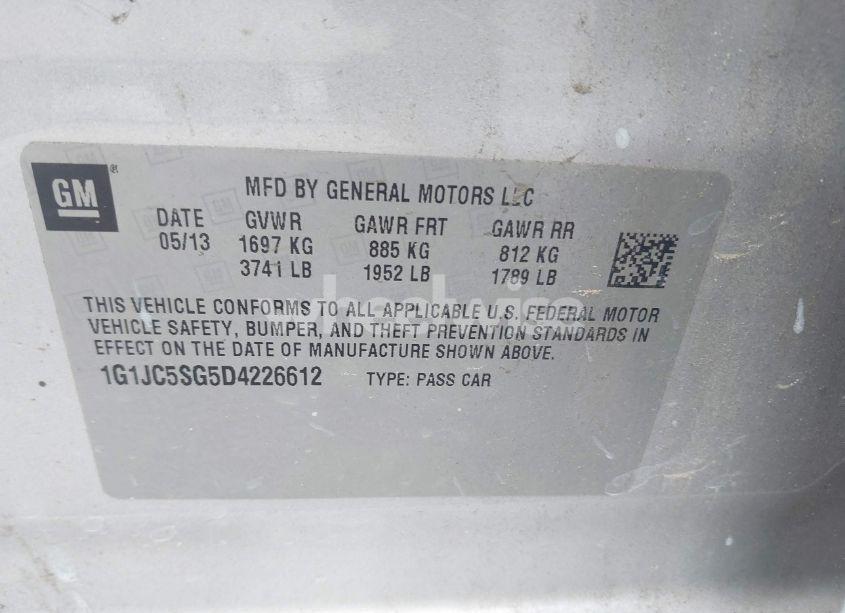 GM
MFD BY GENERAL MOTORS LLC
DATE GVWR GAWR FRT GAWR RR
05/13 1697 KG 885 KG 812 KG
3741 LB 1952 LB 1789 LB
THIS VEHICLE CONFORMS TO ALL APPLICABLE U.S. FEDERAL MOTOR
VEHICLE SAFETY, BUMPER, AND THEFT PREVENTION STANDARDS IN
EFFECT ON THE DATE OF MANUFACTURE SHOWN ABOVE.
1G1JC5SG5D4226612 TYPE: PASS CAR